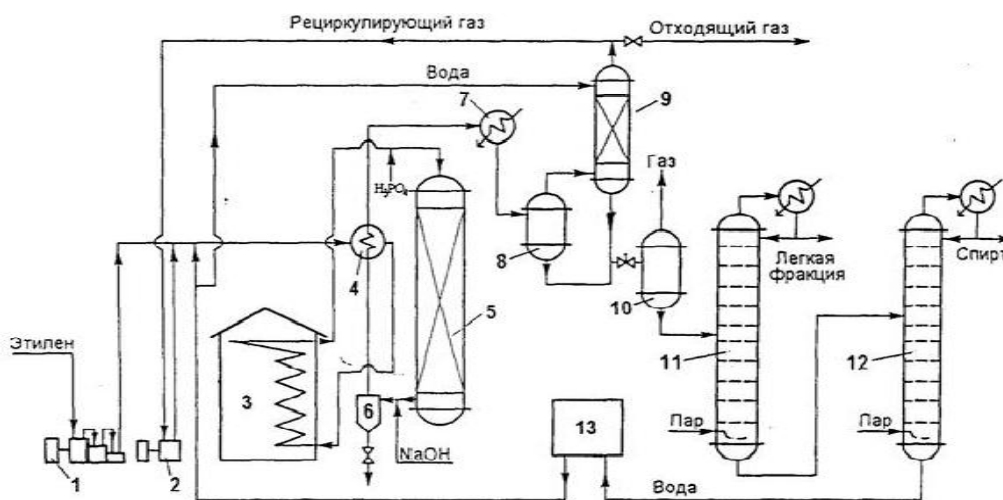 Рециркулирующий газ
Отходящий газ
Вода
7
9
Газ
H₃PO₄
4
8
10
Легкая
фракция
Спирт
5
11
12
Этилен
3
6
13
Пар
Пар
NaOH
1
2
Вода